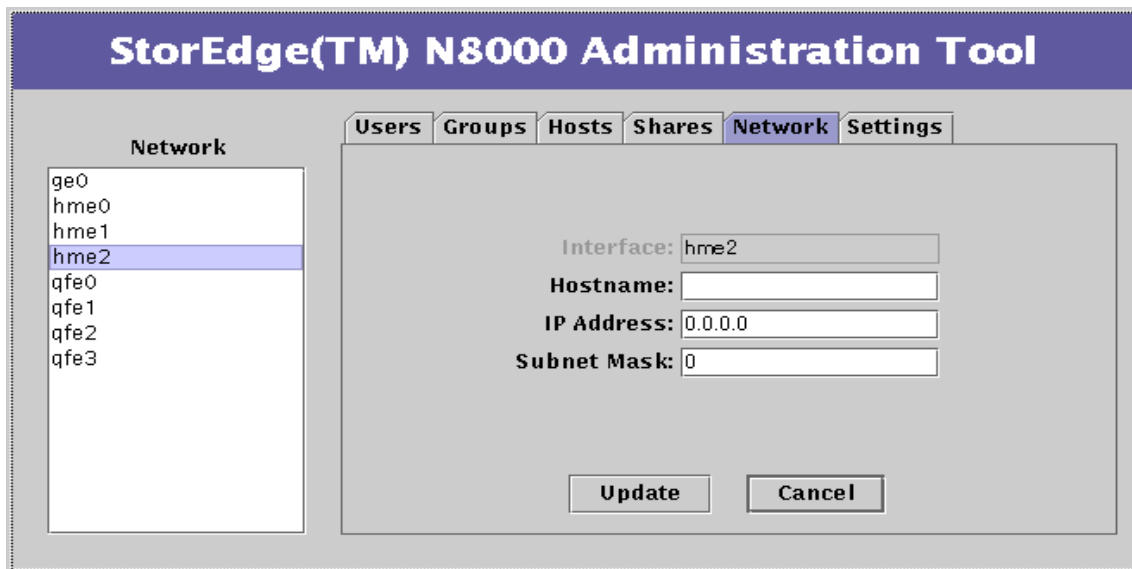 StorEdge(TM) N8000 Administration Tool
Users Groups Hosts Shares Network Settings
Network
ge0
hme0
hme1
hme2
qfe0
qfe1
qfe2
qfe3
Interface: hme2
Hostname:
IP Address: 0.0.0.0
Subnet Mask: 0
Update Cancel